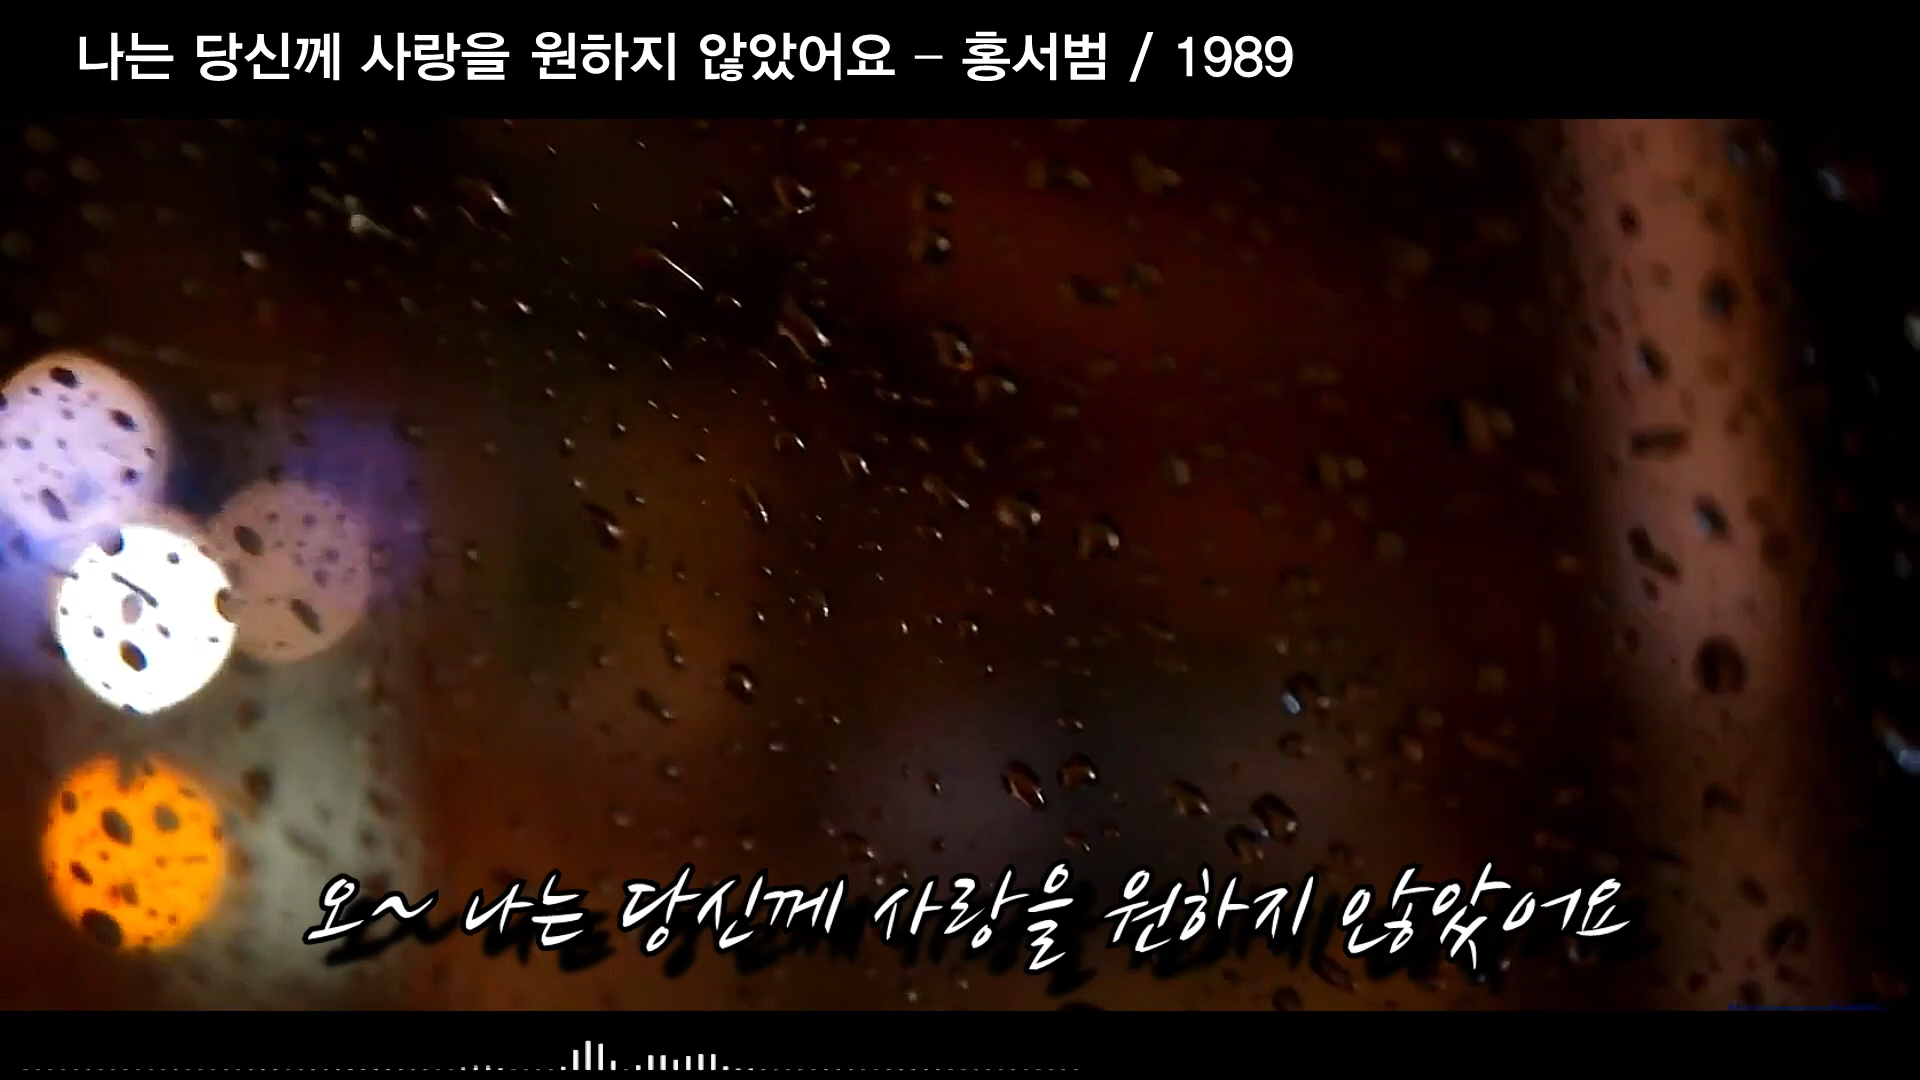 나는 당신께 사랑을 원하지 않았어요 – 홍서범 / 1989
오~ 나는 당신께 사랑을 원하지 않았어요